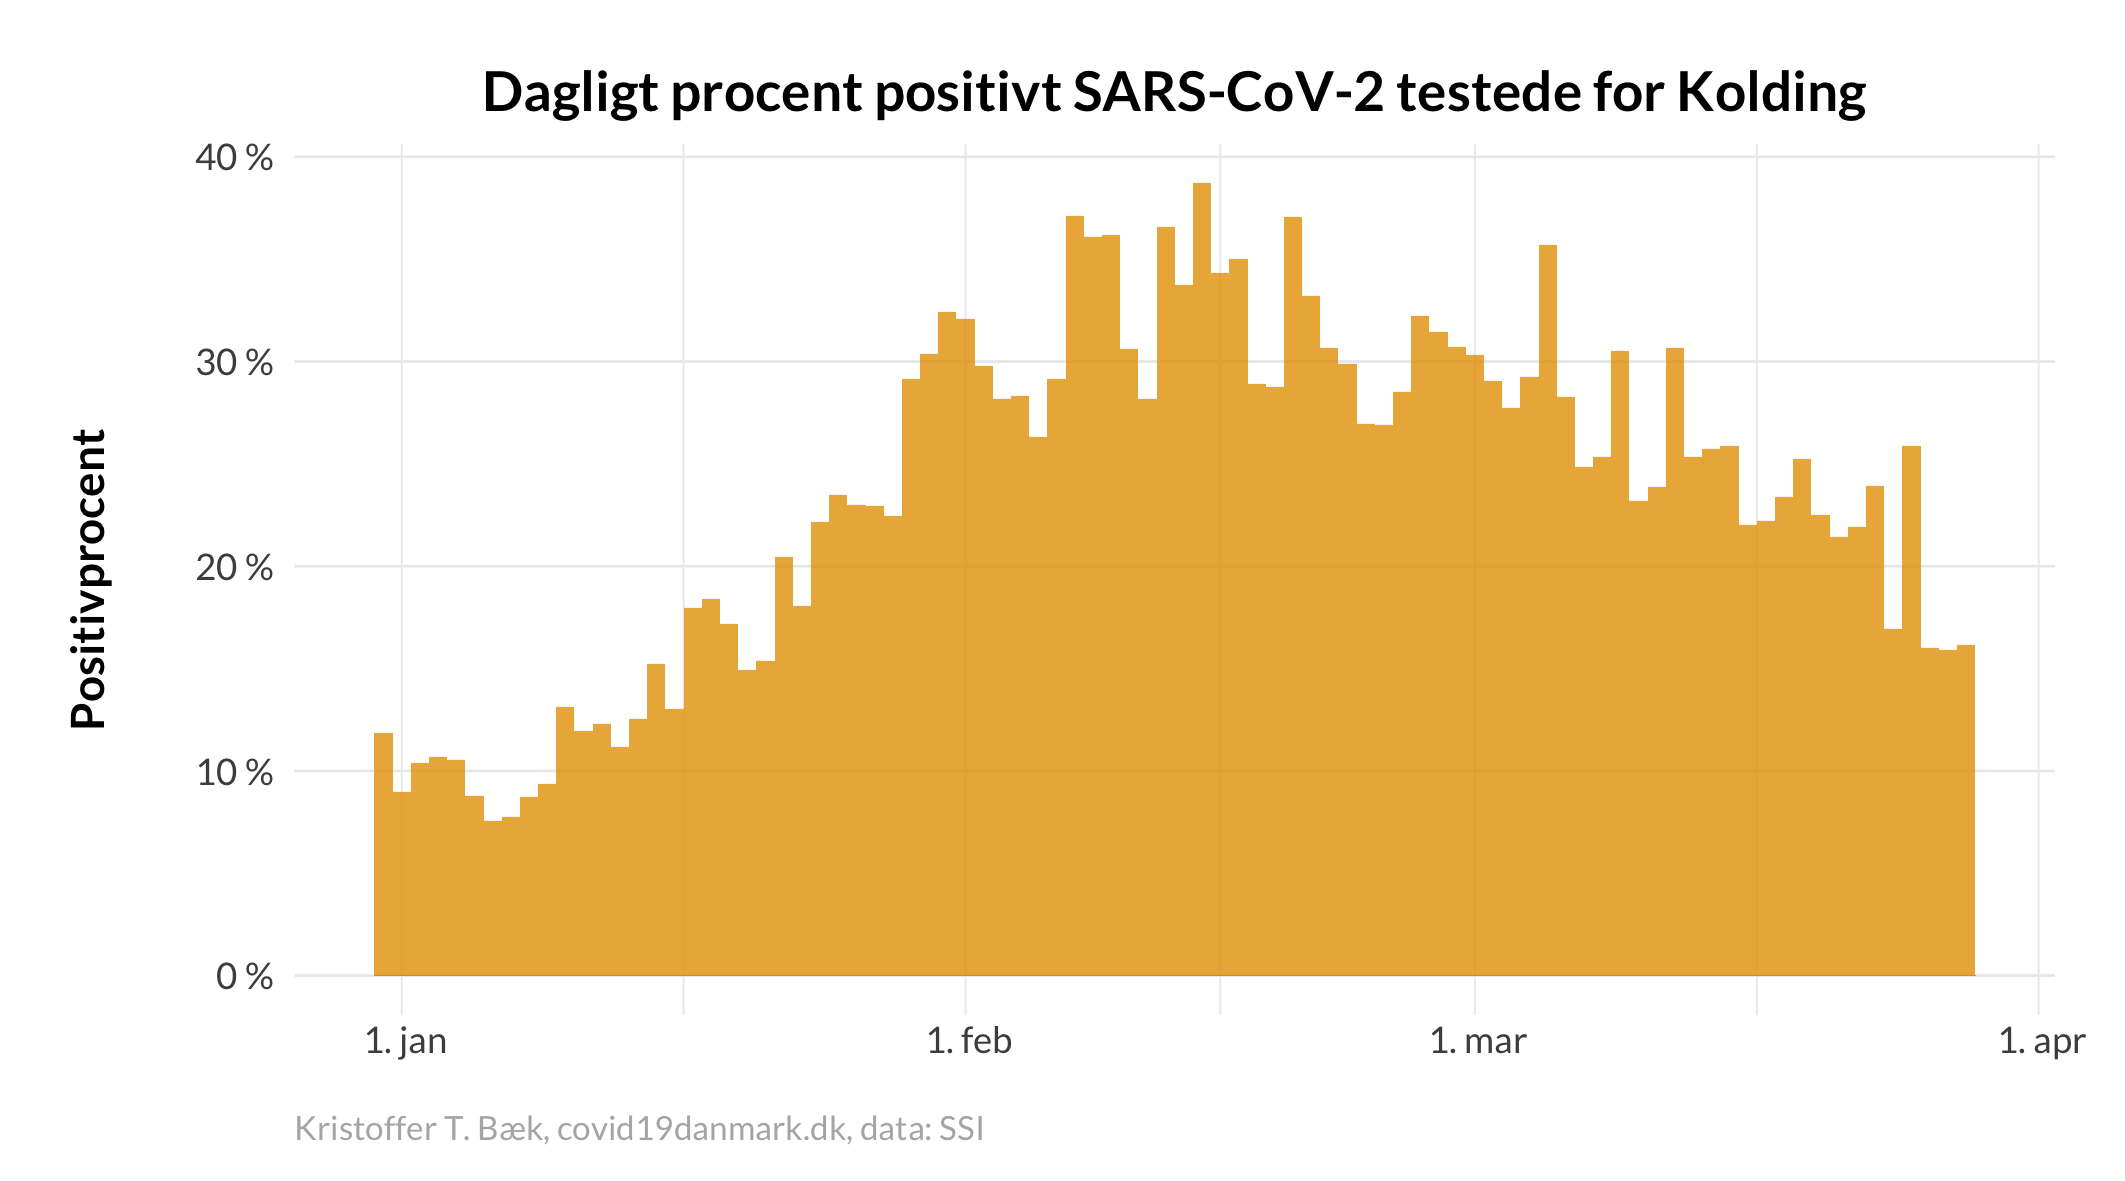 Dagligt procent positivt SARS-CoV-2 testede for Kolding
Positivprocent
40 %
30 %
20 %
10 %
0 %
1. jan
1. feb
1. mar
1. apr
Kristoffer T. Bæk, covid19danmark.dk, data: SSI